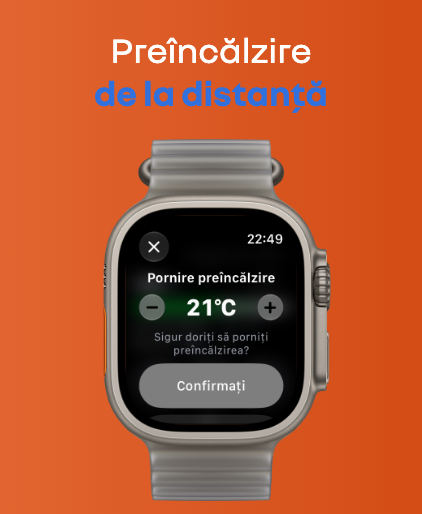 Preîncălzire
de la distanță
22:49
Pornire preîncălzire
21°C
Sigur doriți să porniți
preîncălzirea?
Confirmați